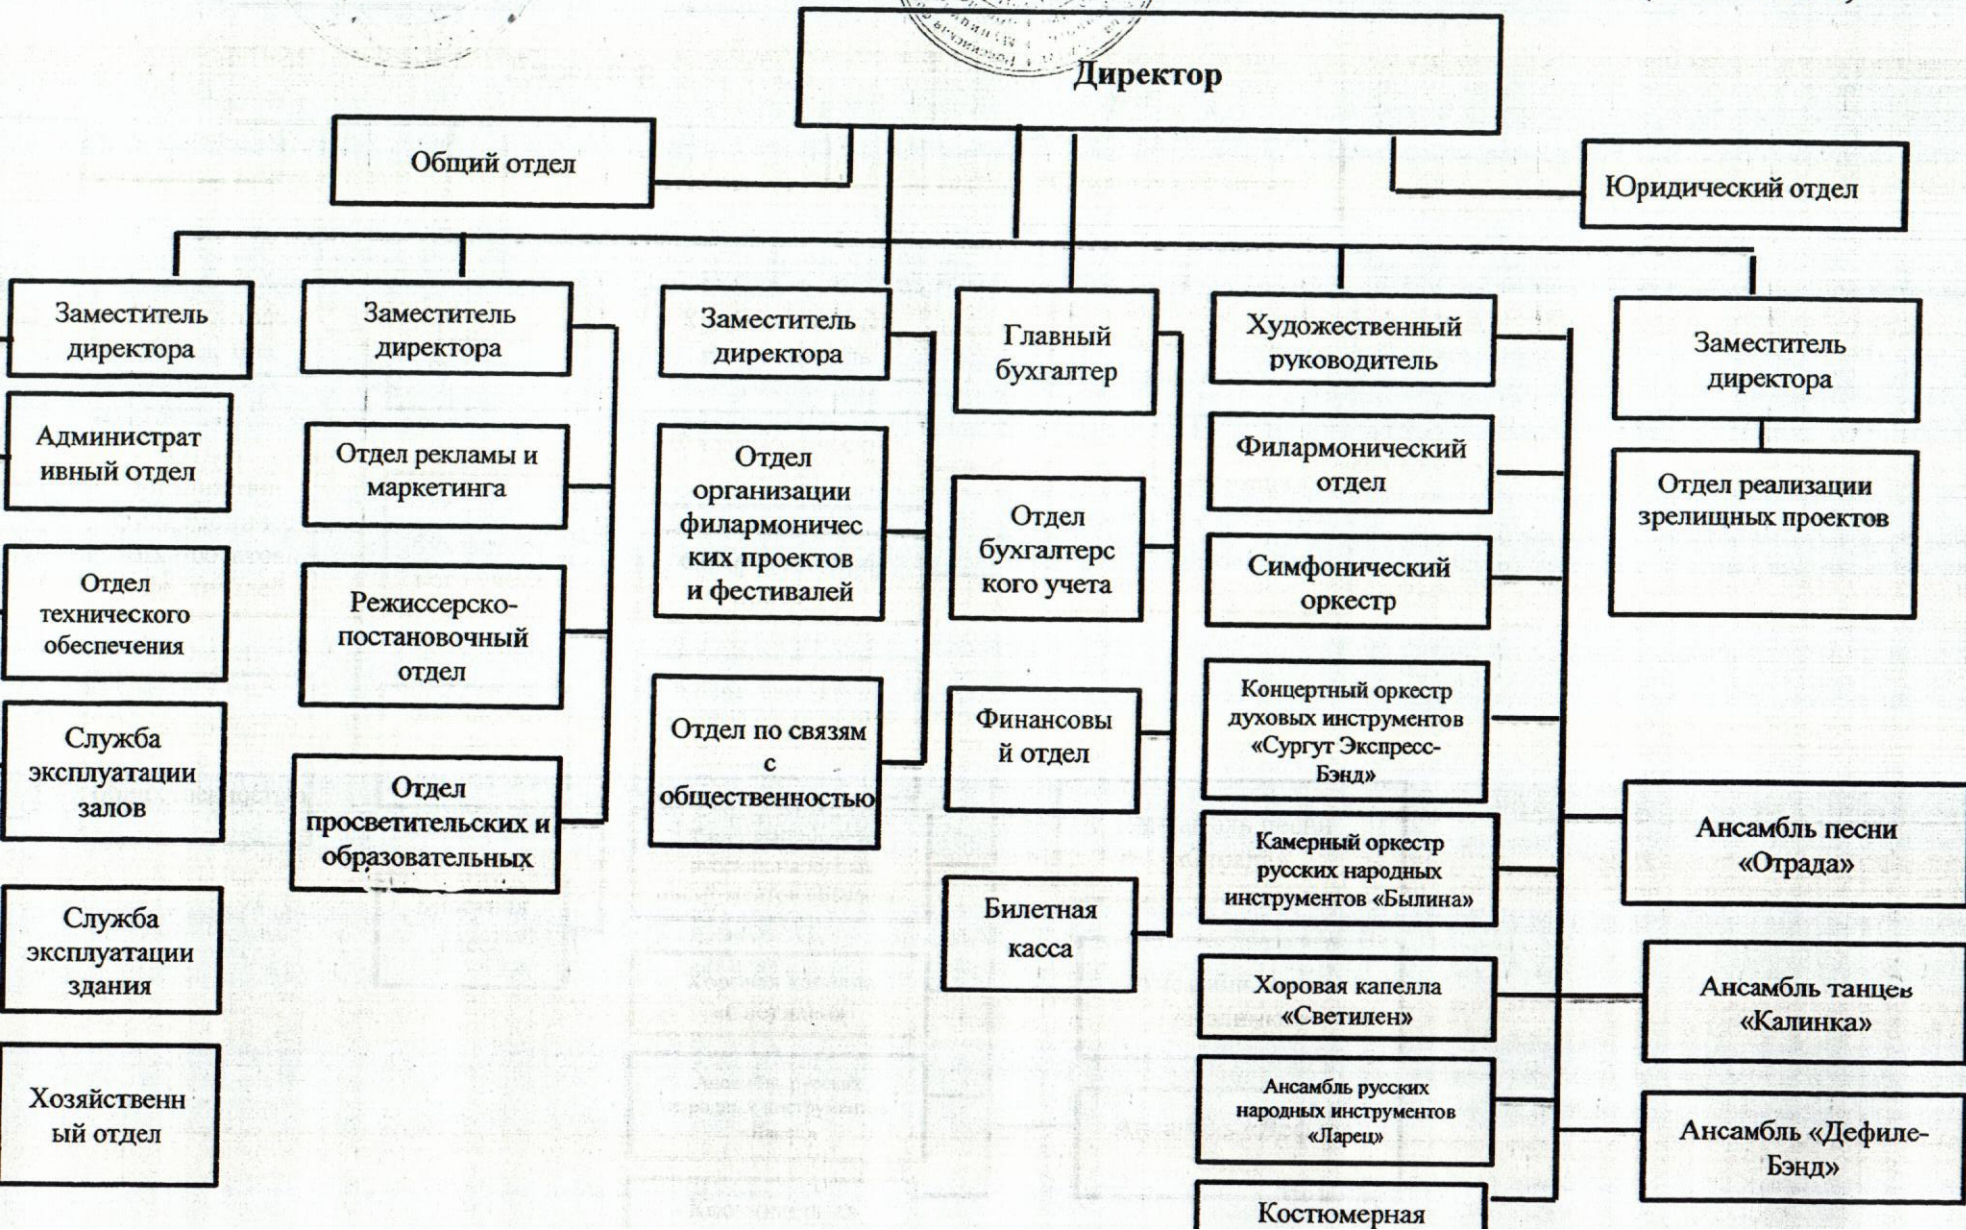 Директор
Общий отдел
Юридический отдел
Заместитель
директора
Административ
ивный отдел
Отдел
технического
обеспечения
Служба
эксплуатации
залов
Служба
эксплуатации
здания
Хозяйственн
ый отдел
Заместитель
директора
Отдел рекламы и
маркетинга
Режиссерско-
постановочный
отдел
Отдел
просветительских и
образовательных
Заместитель
директора
Отдел
организации
филармоничес
ких проектов
и фестивалей
Отдел по связям
с
общественностью
Главный
бухгалтер
Отдел
бухгалтерс
кого учета
Финансовы
й отдел
Билетная
касса
Художественный
руководитель
Филармонический
отдел
Симфонический
оркестр
Концертный оркестр
духовых инструментов
«Сургут Экспресс-
Бэнд»
Камерный оркестр
русских народных
инструментов «Былина»
Хоровая капелла
«Светилен»
Ансамбль русских
народных инструментов
«Ларец»
Костюмерная
Заместитель
директора
Отдел реализации
зрелищных проектов
Ансамбль песни
«Отрада»
Ансамбль танцев
«Калинка»
Ансамбль «Дефиле-
Бэнд»